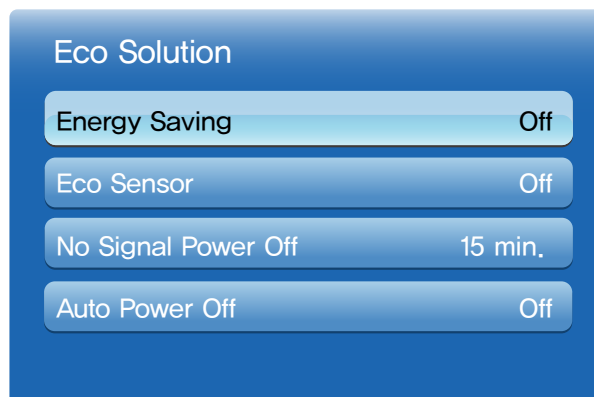 Eco Solution
Energy Saving Off
Eco Sensor Off
No Signal Power Off 15 min.
Auto Power Off Off